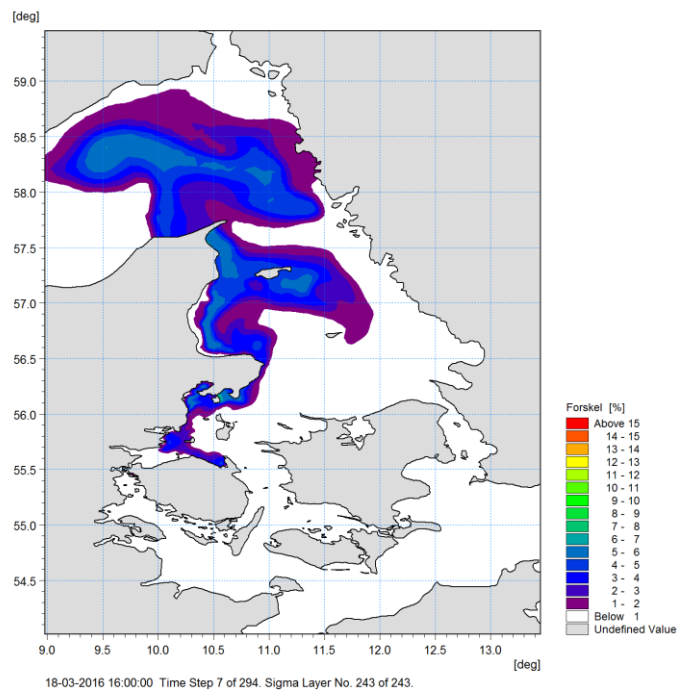 [deg]
59.0
58.5
58.0
57.5
57.0
56.5
56.0
55.5
55.0
54.5
9.0 9.5 10.0 10.5 11.0 11.5 12.0 12.5 13.0
[deg]
18-03-2016 16:00:00 Time Step 7 of 294. Sigma Layer No. 243 of 243.
Forskel [%]
Above 15
14 - 15
13 - 14
12 - 13
11 - 12
10 - 11
9 - 10
8 - 9
7 - 8
6 - 7
5 - 6
4 - 5
3 - 4
2 - 3
1 - 2
Below 1
Undefined Value